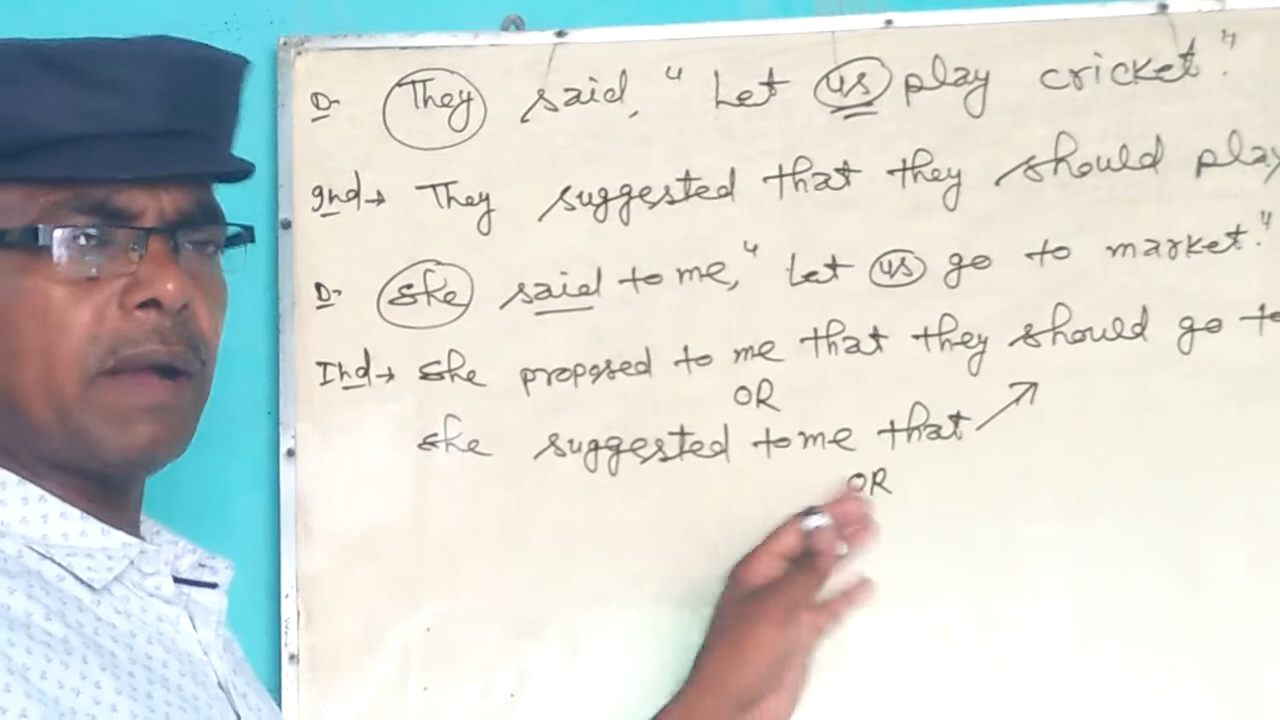 D- They said, "Let us play cricket."
Ind→ They suggested that they should play
D- She said to me, "Let us go to market."
Ind→ She proposed to me that they should go to
OR
She suggested to me that ↗
OR